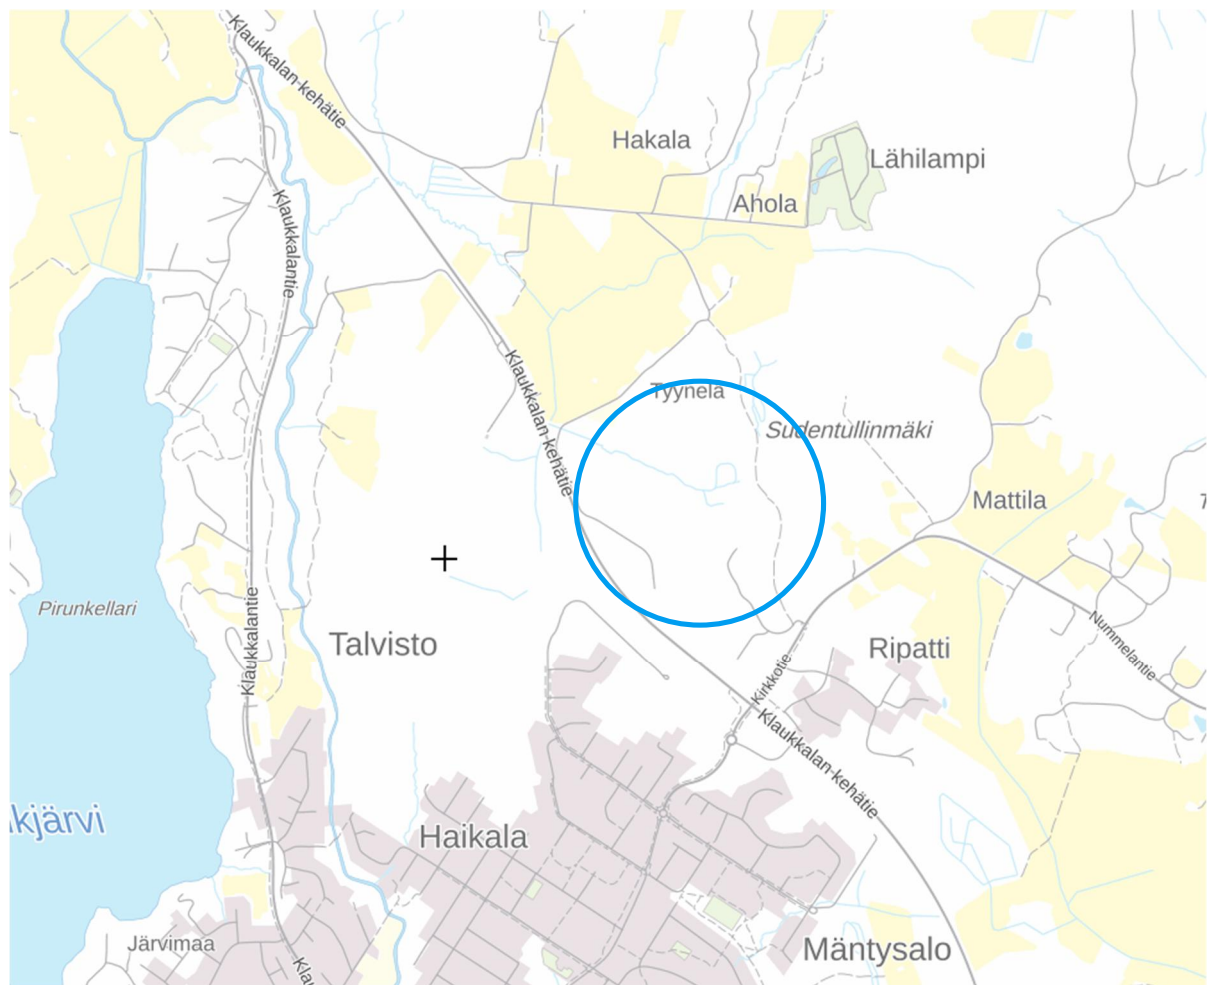 Klaukkalan kehätie
Hakala
Lähilampi
Ahola
Klaukkalantie
Klaukkalan kehätie
Tyynelä
Sudentullinmäki
Mattila
Pirunkellari
Klaukkalantie
Talvisto
Ripatti
Nummelantie
Kirkkotie
Klaukkalan kehätie
kjärvi
Haikala
Järvimaa
Mäntysalo
Klau